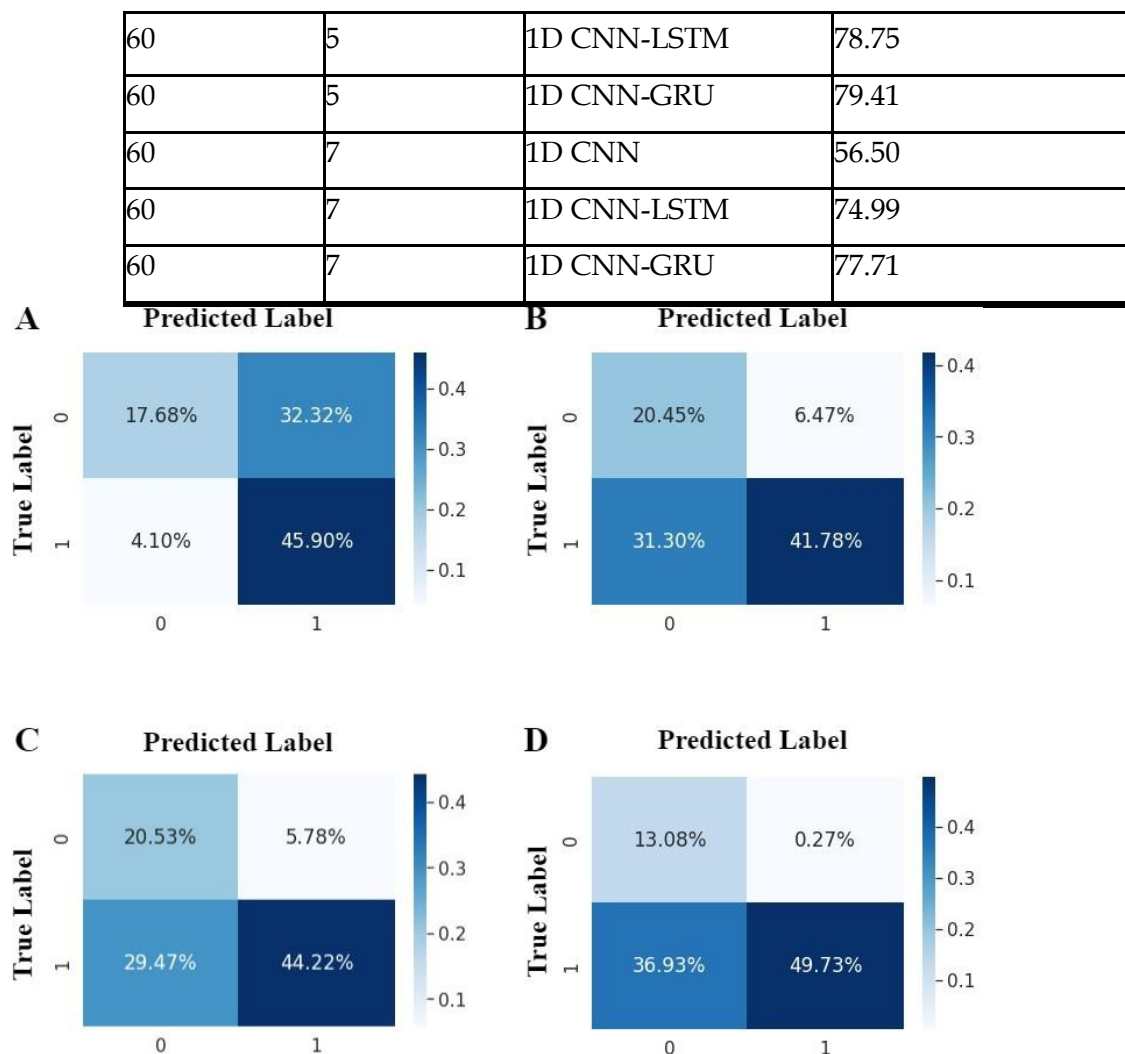 60 5 1D CNN-LSTM 78.75
60 5 1D CNN-GRU 79.41
60 7 1D CNN 56.50
60 7 1D CNN-LSTM 74.99
60 7 1D CNN-GRU 77.71
A Predicted Label
True Label
0 17.68% 32.32%
1 4.10% 45.90%
0 1
0.4
0.3
0.2
0.1
B Predicted Label
True Label
0 20.45% 6.47%
1 31.30% 41.78%
0 1
0.4
0.3
0.2
0.1
C Predicted Label
True Label
0 20.53% 5.78%
1 29.47% 44.22%
0 1
0.4
0.3
0.2
0.1
D Predicted Label
True Label
0 13.08% 0.27%
1 36.93% 49.73%
0 1
0.4
0.3
0.2
0.1